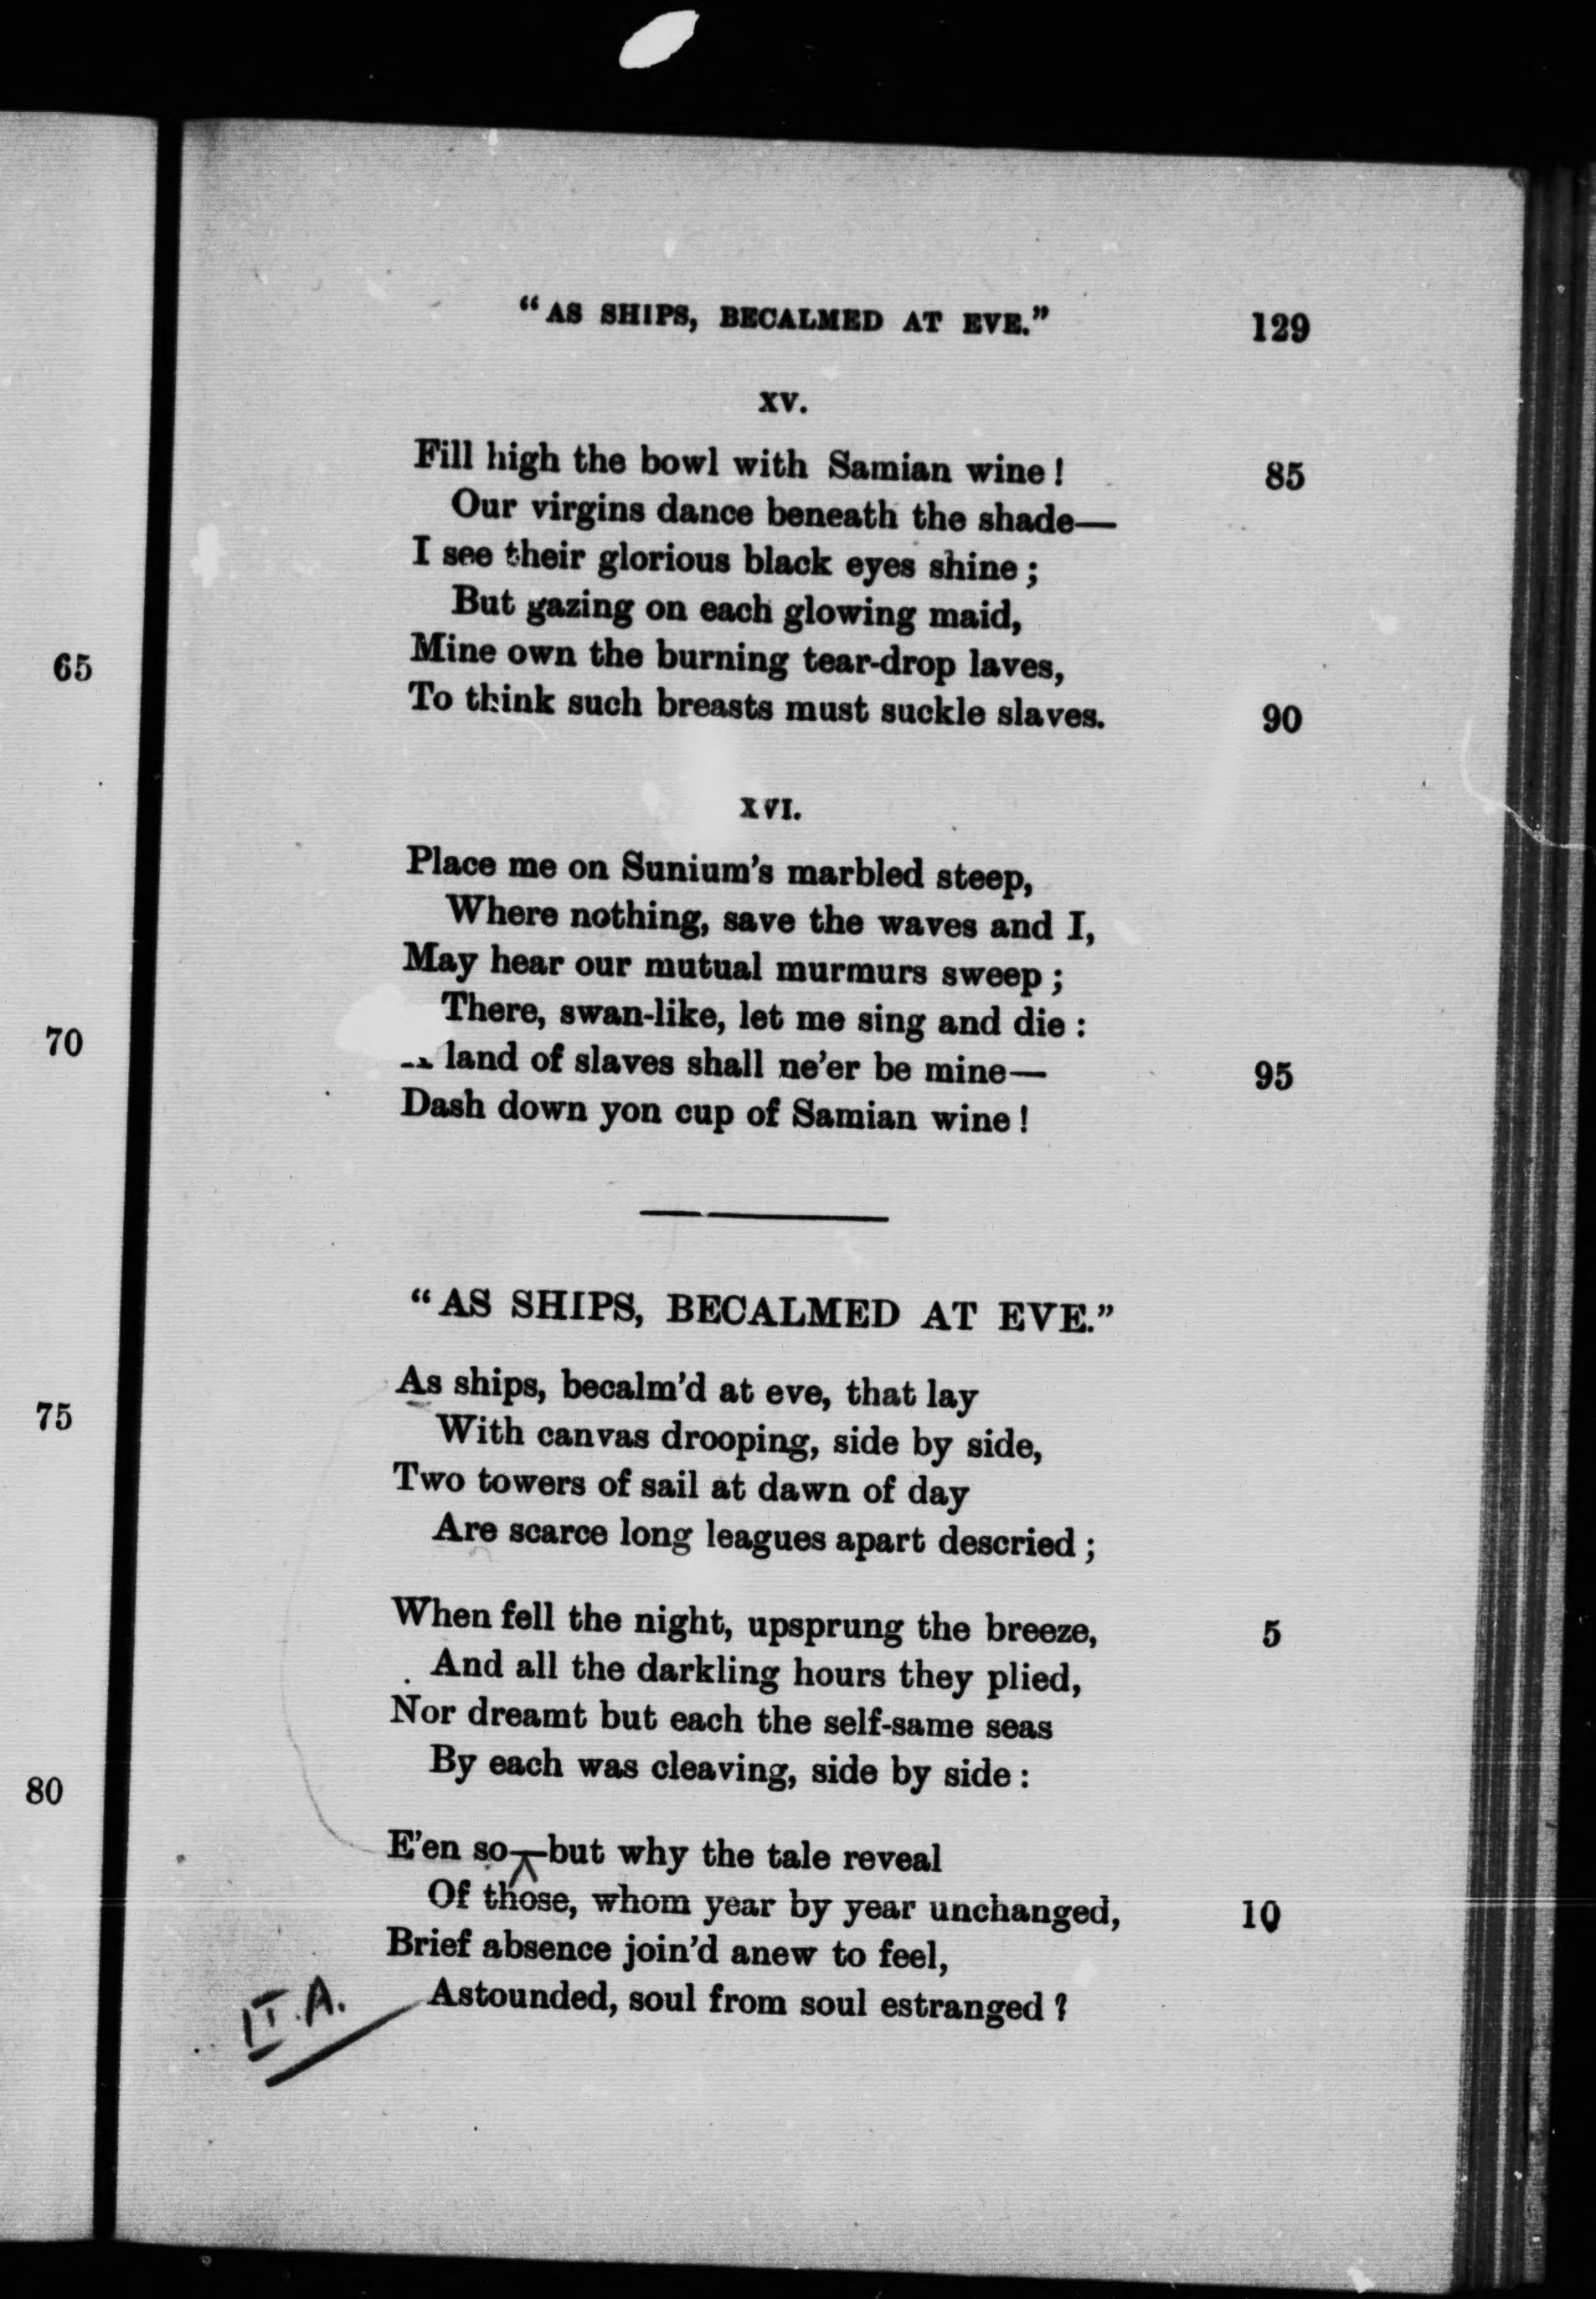 "AS SHIPS, BECALMED AT EVE." 129
XV.
Fill high the bowl with Samian wine! 85
Our virgins dance beneath the shade—
I see their glorious black eyes shine;
But gazing on each glowing maid,
Mine own the burning tear-drop laves,
To think such breasts must suckle slaves. 90
XVI.
Place me on Sunium's marbled steep,
Where nothing, save the waves and I,
May hear our mutual murmurs sweep;
There, swan-like, let me sing and die:
A land of slaves shall ne'er be mine— 95
Dash down yon cup of Samian wine!
"AS SHIPS, BECALMED AT EVE."
As ships, becalm'd at eve, that lay
With canvas drooping, side by side,
Two towers of sail at dawn of day
Are scarce long leagues apart descried;
When fell the night, upsprung the breeze, 5
And all the darkling hours they plied,
Nor dreamt but each the self-same seas
By each was cleaving, side by side:
E'en so—but why the tale reveal
Of those, whom year by year unchanged, 10
Brief absence join'd anew to feel,
Astounded, soul from soul estranged?
II.A.
65
70
75
80